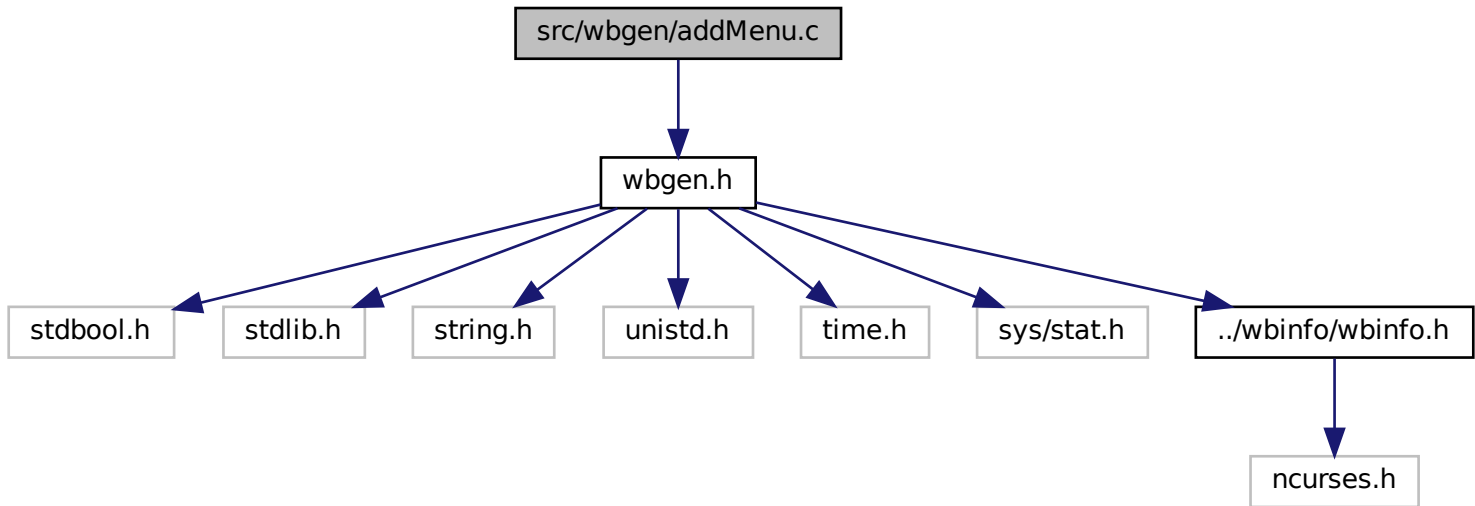 src/wbgen/addMenu.c
wbgen.h
stdbool.h
stdlib.h
string.h
unistd.h
time.h
sys/stat.h
../wbinfo/wbinfo.h
ncurses.h